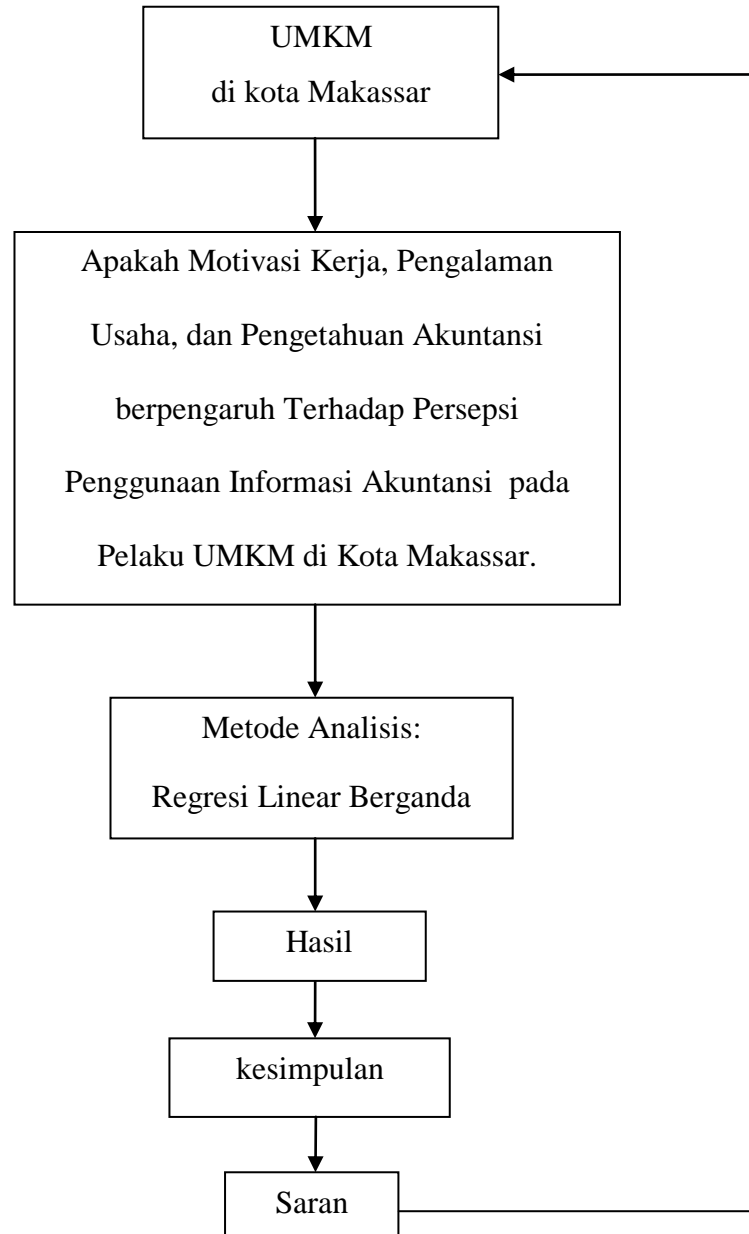 UMKM
di kota Makassar
Apakah Motivasi Kerja, Pengalaman
Usaha, dan Pengetahuan Akuntansi
berpengaruh Terhadap Persepsi
Penggunaan Informasi Akuntansi pada
Pelaku UMKM di Kota Makassar.
Metode Analisis:
Regresi Linear Berganda
Hasil
kesimpulan
Saran